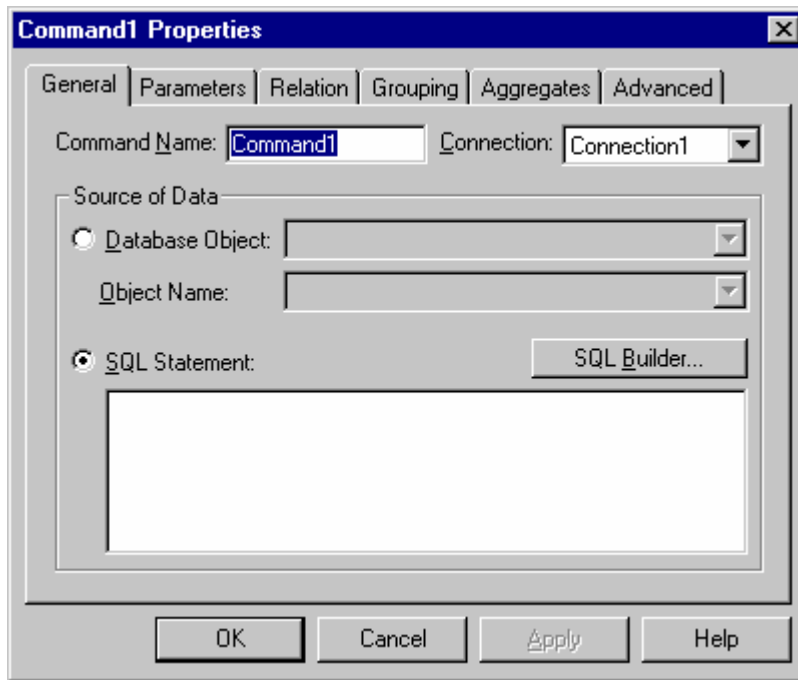 Command1 Properties
General Parameters Relation Grouping Aggregates Advanced
Command Name: Command1 Connection: Connection1
Source of Data
Database Object:
Object Name:
SQL Statement: SQL Builder...
OK Cancel Apply Help